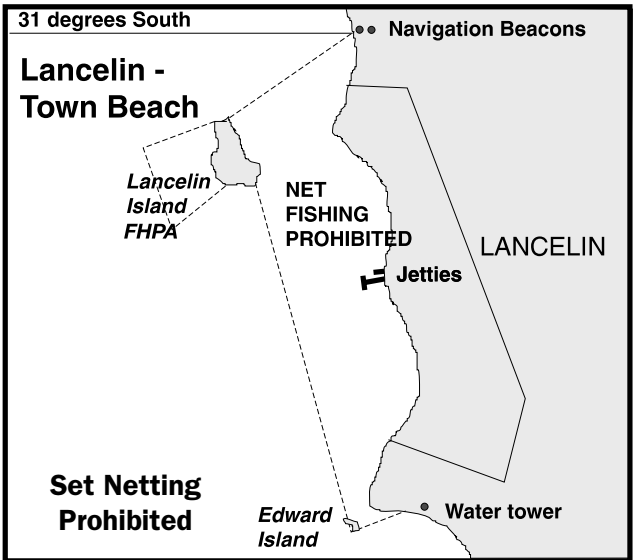 31 degrees South
Navigation Beacons
Lancelin -
Town Beach
Lancelin
Island
FHPA
NET
FISHING
PROHIBITED
LANCELIN
Jetties
Set Netting
Prohibited
Edward
Island
Water tower